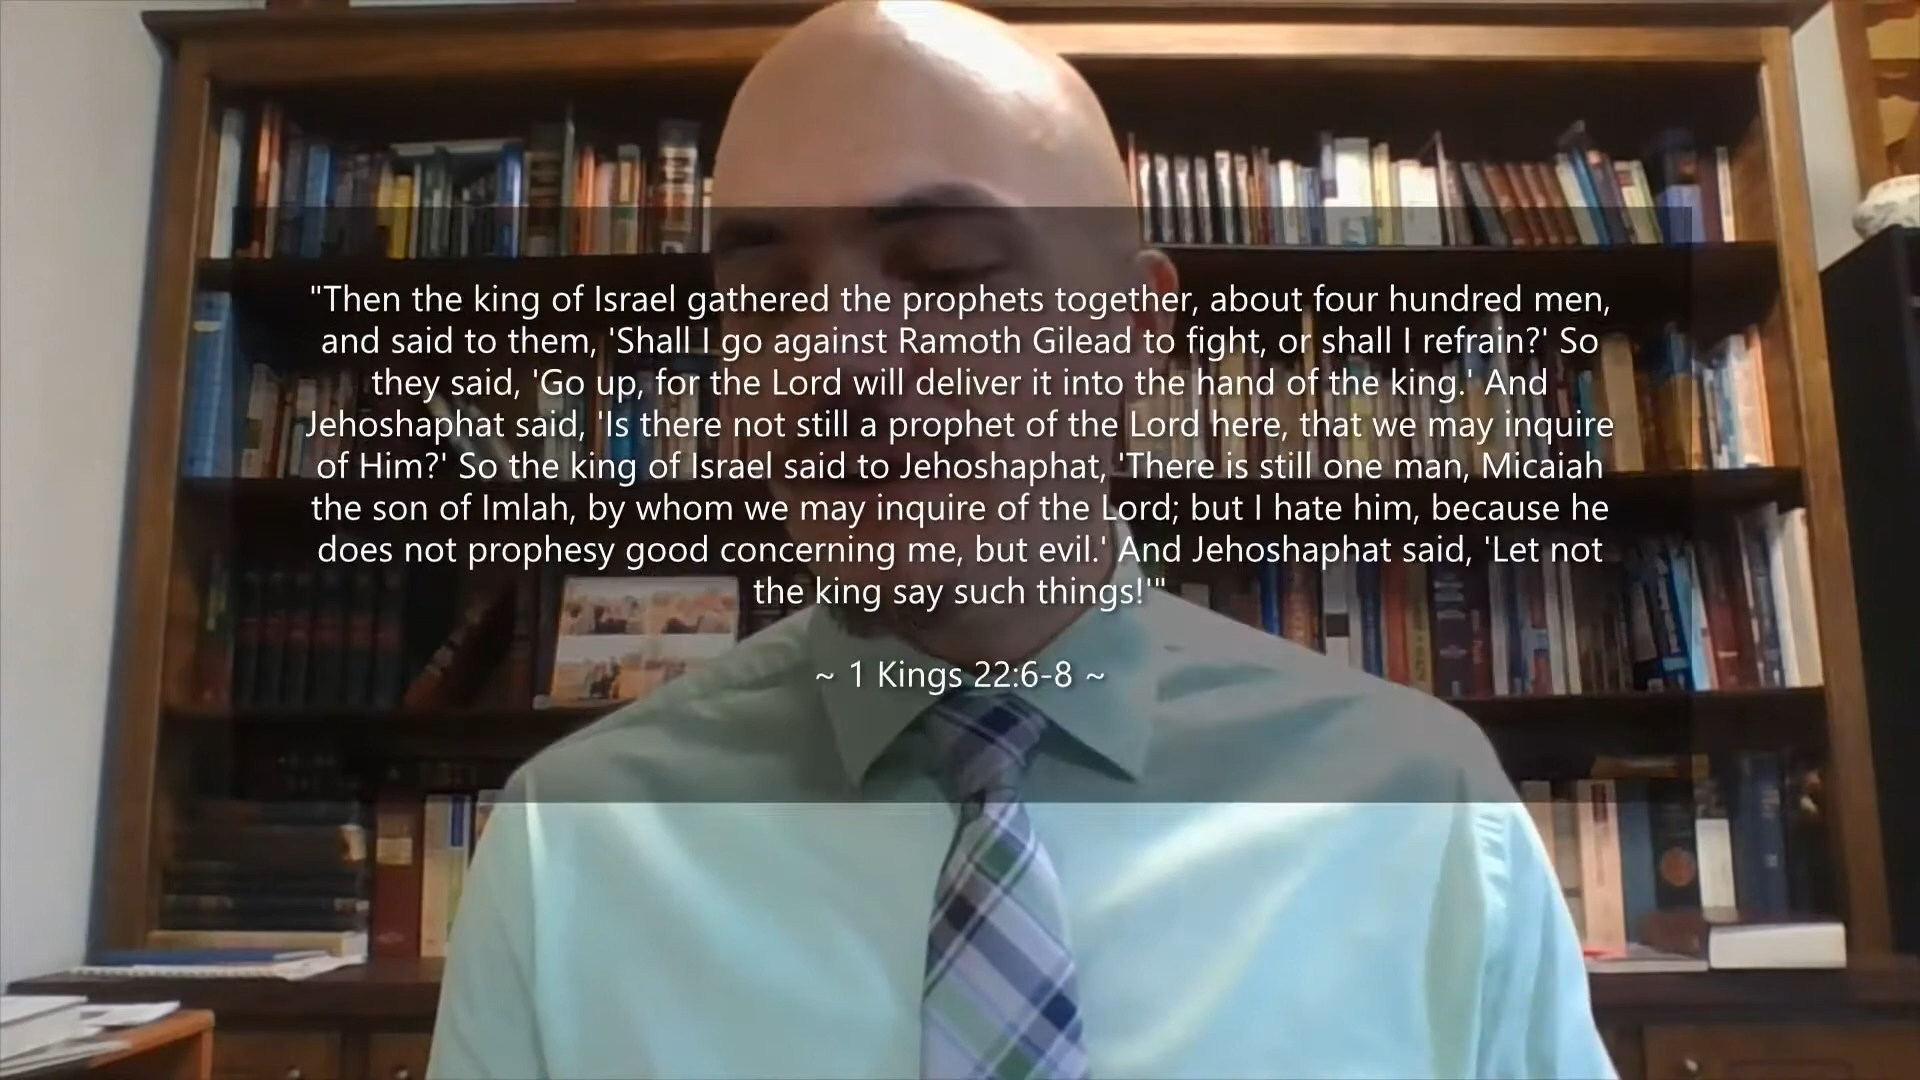 "Then the king of Israel gathered the prophets together, about four hundred men,
and said to them, 'Shall I go against Ramoth Gilead to fight, or shall I refrain?' So
they said, 'Go up, for the Lord will deliver it into the hand of the king.' And
Jehoshaphat said, 'Is there not still a prophet of the Lord here, that we may inquire
of Him?' So the king of Israel said to Jehoshaphat, 'There is still one man, Micaiah
the son of Imlah, by whom we may inquire of the Lord; but I hate him, because he
does not prophesy good concerning me, but evil.' And Jehoshaphat said, 'Let not
the king say such things!'"
~ 1 Kings 22:6-8 ~